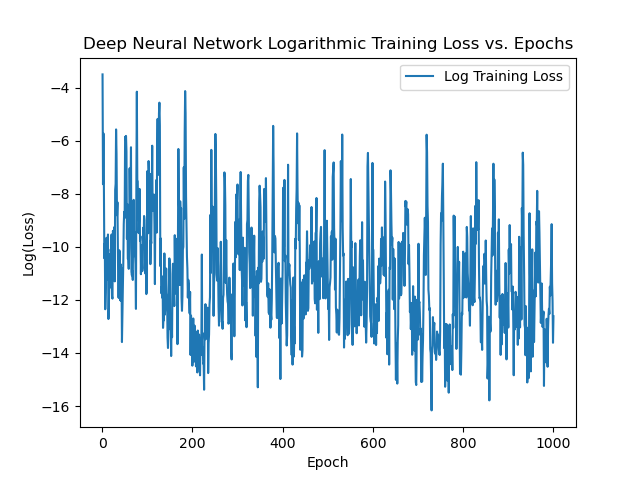 Deep Neural Network Logarithmic Training Loss vs. Epochs
Log Training Loss
Log(Loss)
−4
−6
−8
−10
−12
−14
−16
0 200 400 600 800 1000
Epoch